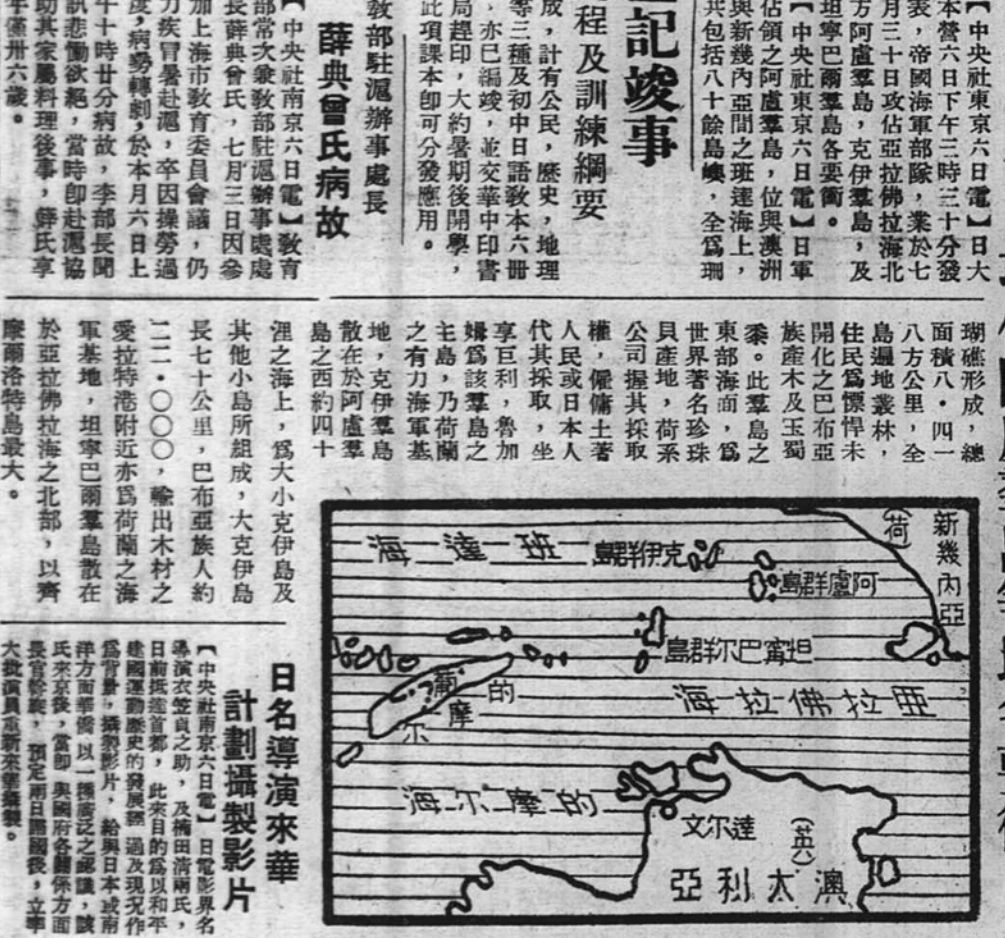 【中央社東京六日電】日大
本營六日下午三時三十分發
表，帝國海軍部隊，業於七
月三十日攻佔亞拉佛拉海北
方阿盧羣島，克伊羣島，及
坦寧巴爾羣島各要衝。
【中央社東京六日電】日軍
佔領之阿盧羣島，位與澳洲
與新幾內亞間之班達海上，
共包括八十餘島嶼，全爲珊
瑚礁形成，總
面積八·四一
八方公里，全
島遍地叢林，
住民爲慓悍未
開化之巴布亞
族產木及玉蜀
黍。此羣島之
東部海面，爲
世界著名珍珠
貝產地，荷系
公司握其採取
權，僱傭土著
人民或日本人
代其採取，坐
享巨利，魯加
姆爲該羣島之
主島，乃荷蘭
之有力海軍基
地，克伊羣島
散在於阿盧羣
島之西約四十
浬之海上，爲大小克伊島及
其他小島所組成，大克伊島
長七十公里，巴布亞族人約
二二·〇〇〇，輸出木材之
愛拉特港附近亦爲荷蘭之海
軍基地，坦寧巴爾羣島散在
於亞拉佛拉海之北部，以齊
摩爾洛特島最大。
記竣事
程及訓練綱要
成，計有公民，歷史，地理
等三種及初中日語教本六冊
，亦已編竣，並交華中印書
局趕印，大約暑期後開學，
此項課本卽可分發應用。
敎部駐滬辦事處長
薛典曾氏病故
【中央社南京六日電】敎育
部常次兼敎部駐滬辦事處處
長薛典曾氏，七月三日因參
加上海市敎育委員會議，仍
力疾冒暑赴滬，卒因操勞過
度，病勢轉劇，於本月六日上
午十時廿分病故，李部長聞
訊悲慟欲絕，當時卽赴滬協
助其家屬料理後事，薛氏享
年僅卅六歲。
新幾內亞
（荷）
海達班
島群伊克
島群盧阿
島群尔巴甯坦
海拉佛拉亜
葡
的摩尔
海尔摩的
文尔達
（英）
亞利太澳
日名導演來華
計劃攝製影片
【中央社南京六日電】日電影界名
導演衣笠貞之助，及楠田淸兩氏，
日前抵達首都，此來目的爲以和平
建國運動歷史的發展經過及現況作
爲背景，攝製影片，給與日本或南
洋方面華僑以一種廣泛之認識，該
氏來京後，當卽與國府各關係方面
長官幹旋，預定兩日歸國後，立率
大批演員重新來華攝製。